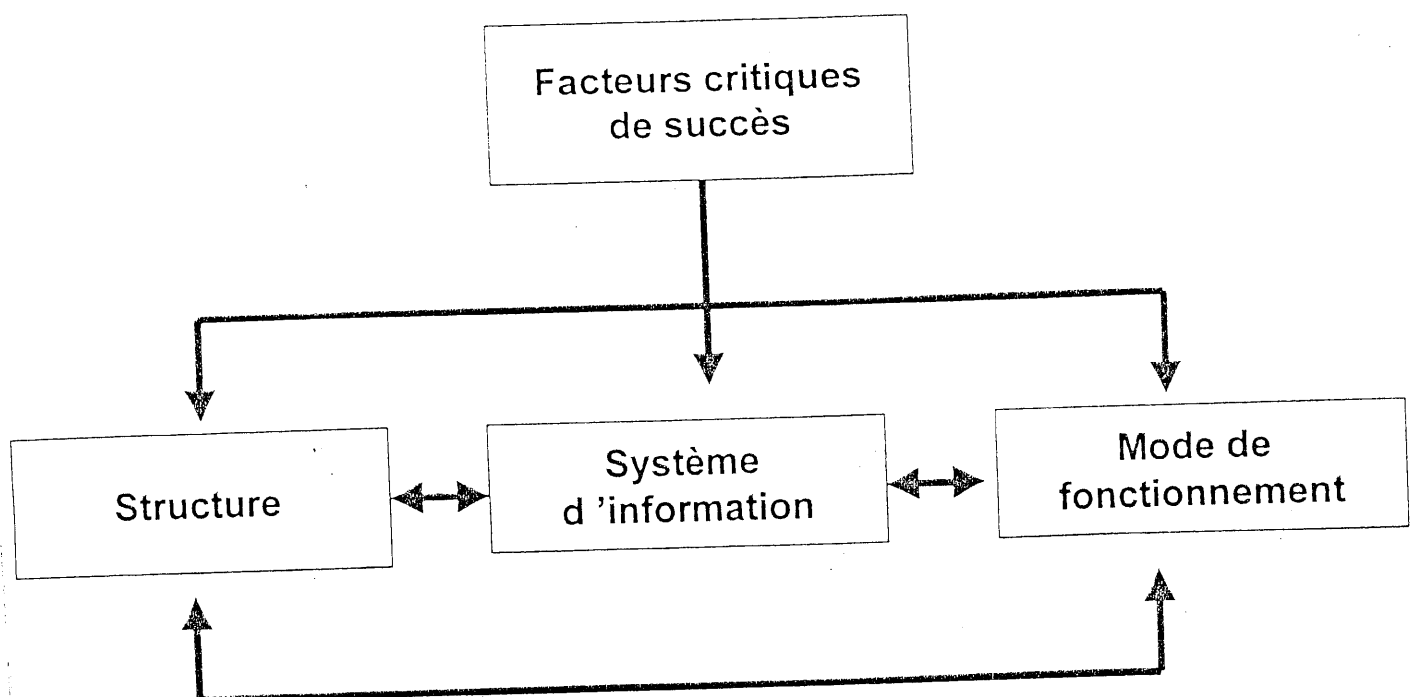 Facteurs critiques
de succès
Structure
Système
d 'information
Mode de
fonctionnement